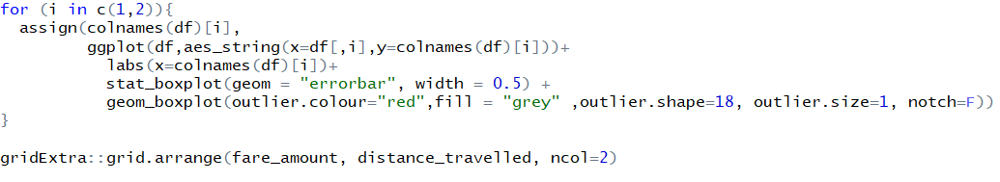 for (i in c(1,2)){
  assign(colnames(df)[i],
         ggplot(df,aes_string(x=df[,i],y=colnames(df)[i]))+
           labs(x=colnames(df)[i])+
           stat_boxplot(geom = "errorbar", width = 0.5) +
           geom_boxplot(outlier.colour="red",fill = "grey" ,outlier.shape=18, outlier.size=1, notch=F))
}
gridExtra::grid.arrange(fare_amount, distance_travelled, ncol=2)